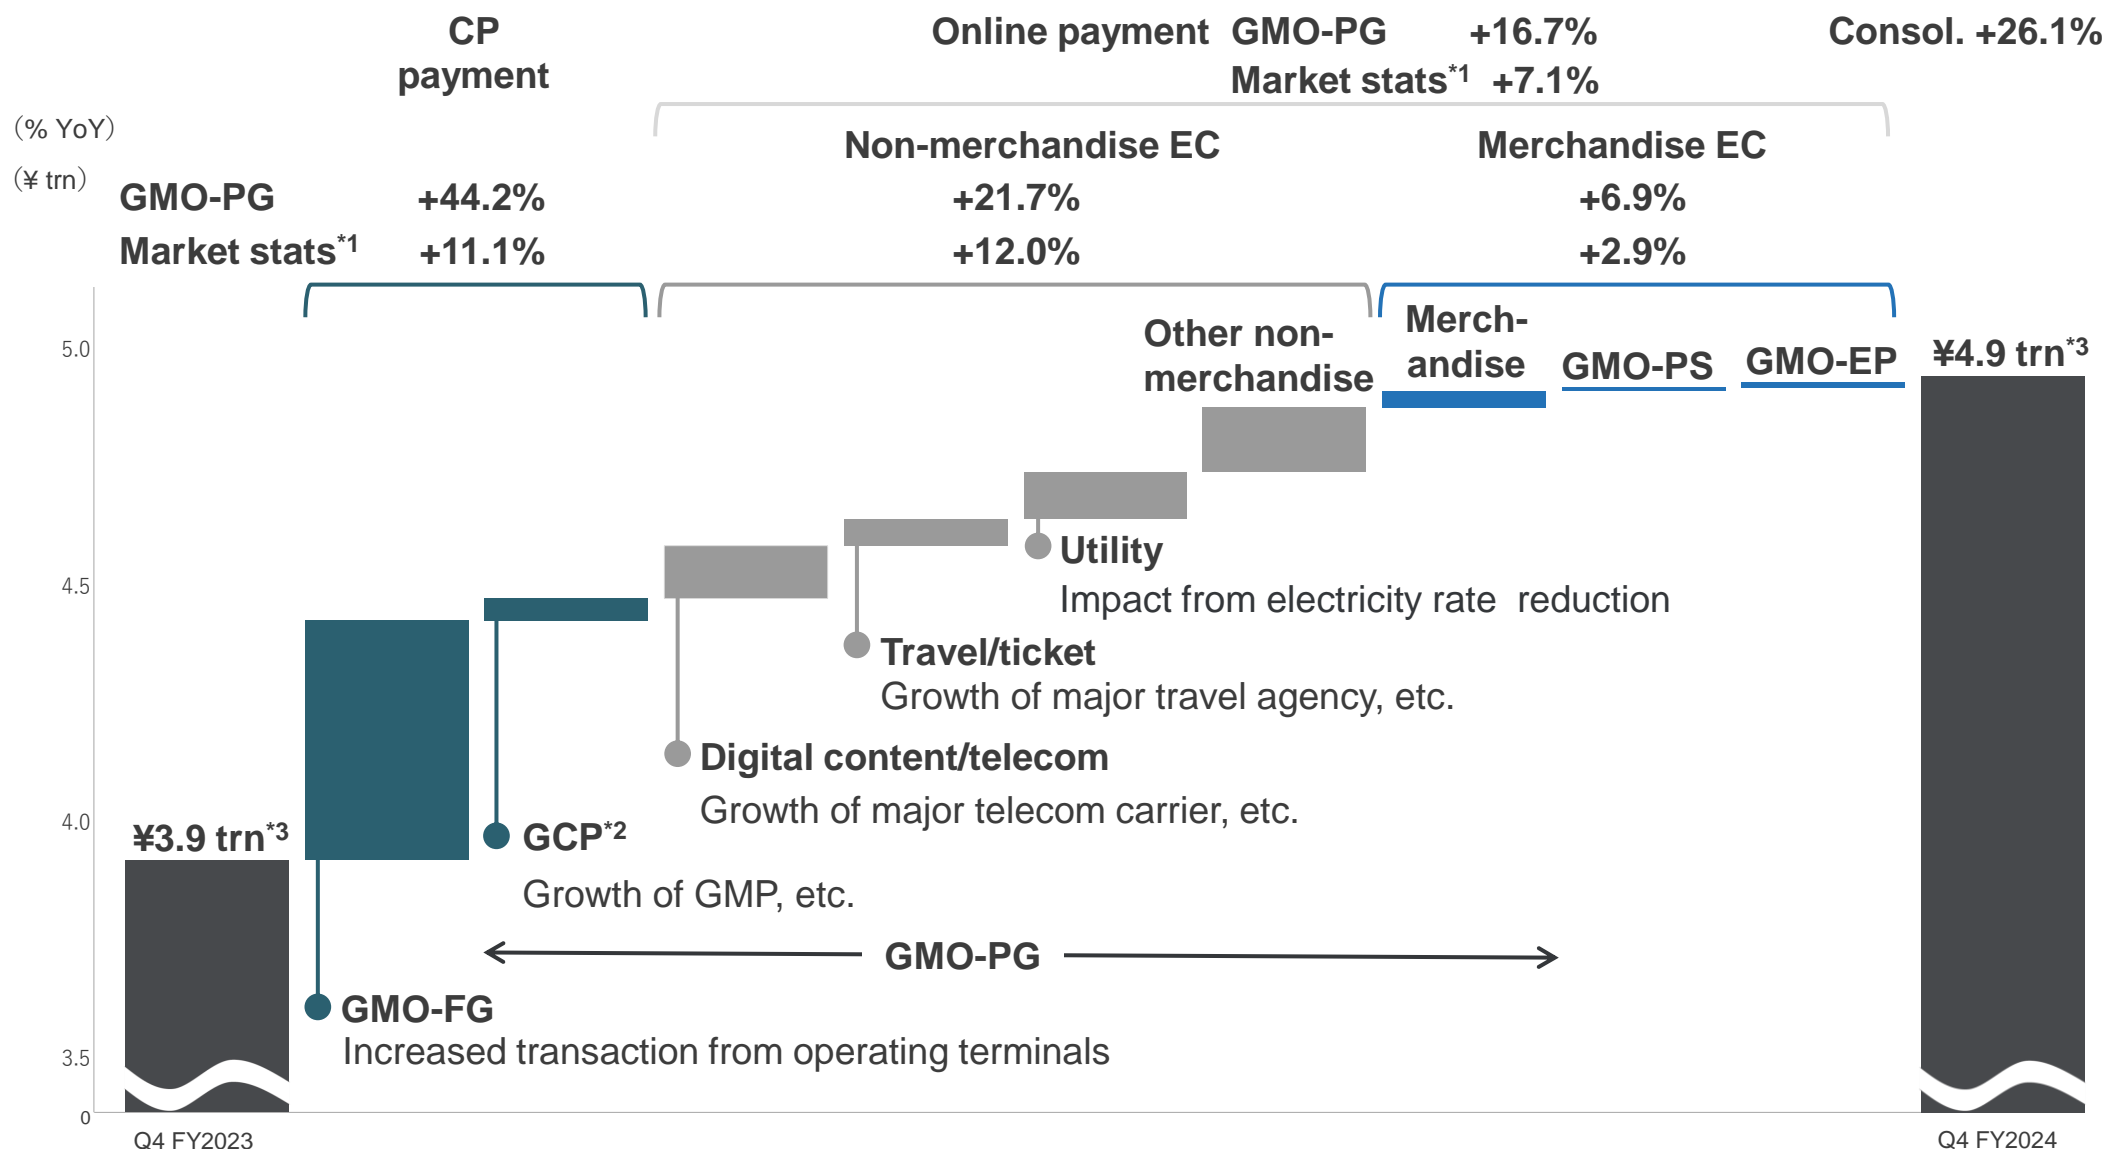 CP
payment
Online payment GMO-PG +16.7%
Market stats*1 +7.1%
Consol. +26.1%
(% YoY)
(¥ trn)
Non-merchandise EC
Merchandise EC
GMO-PG +44.2% +21.7% +6.9%
Market stats*1 +11.1% +12.0% +2.9%
Other non-
merchandise
Merch-
andise
GMO-PS
GMO-EP
¥4.9 trn*3
5.0
4.5
4.0
3.5
0
Utility
Impact from electricity rate reduction
Travel/ticket
Growth of major travel agency, etc.
Digital content/telecom
Growth of major telecom carrier, etc.
¥3.9 trn*3
GCP*2
Growth of GMP, etc.
GMO-PG
GMO-FG
Increased transaction from operating terminals
Q4 FY2023
Q4 FY2024